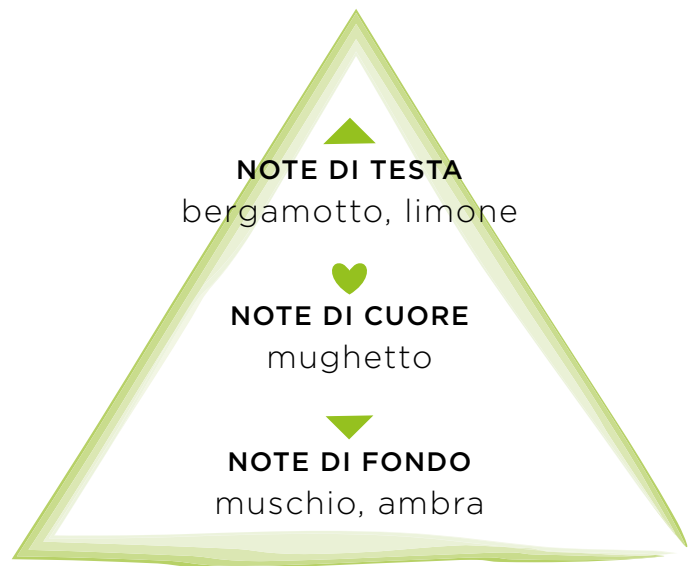 NOTE DI TESTA
bergamotto, limone
NOTE DI CUORE
mughetto
NOTE DI FONDO
muschio, ambra